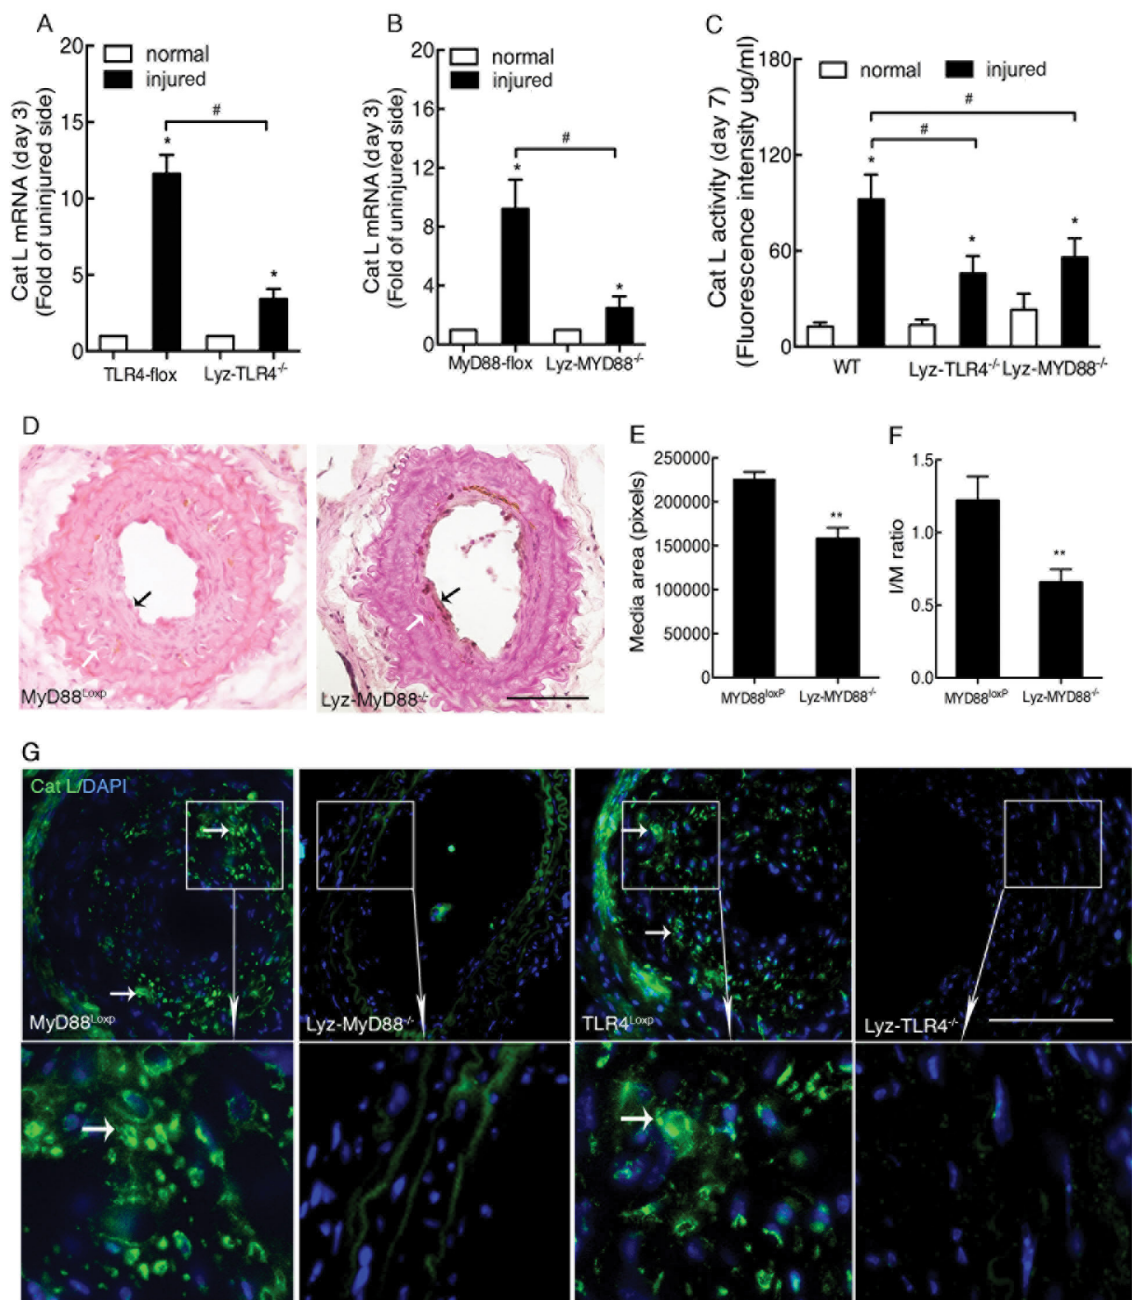 A
Cat L mRNA (day 3)
(Fold of uninjured side)
20
15
10
5
0
normal
injured
#
*
*
TLR4-flox
Lyz-TLR4-/-
B
Cat L mRNA (day 3)
(Fold of uninjured side)
20
16
12
8
4
0
normal
injured
#
*
*
MyD88-flox
Lyz-MYD88-/-
C
Cat L activity (day 7)
(Fluorescence intensity ug/ml)
180
120
60
0
normal
injured
#
#
*
*
*
WT
Lyz-TLR4-/-
Lyz-MYD88-/-
D
MyD88Loxp
Lyz-MyD88-/-
E
Media area (pixels)
250000
200000
150000
100000
50000
0
**
MYD88loxP
Lyz-MYD88-/-
F
I/M ratio
1.5
1.0
0.5
0.0
**
MYD88loxP
Lyz-MYD88-/-
G
Cat L/DAPI
MyD88Loxp
Lyz-MyD88-/-
TLR4Loxp
Lyz-TLR4-/-